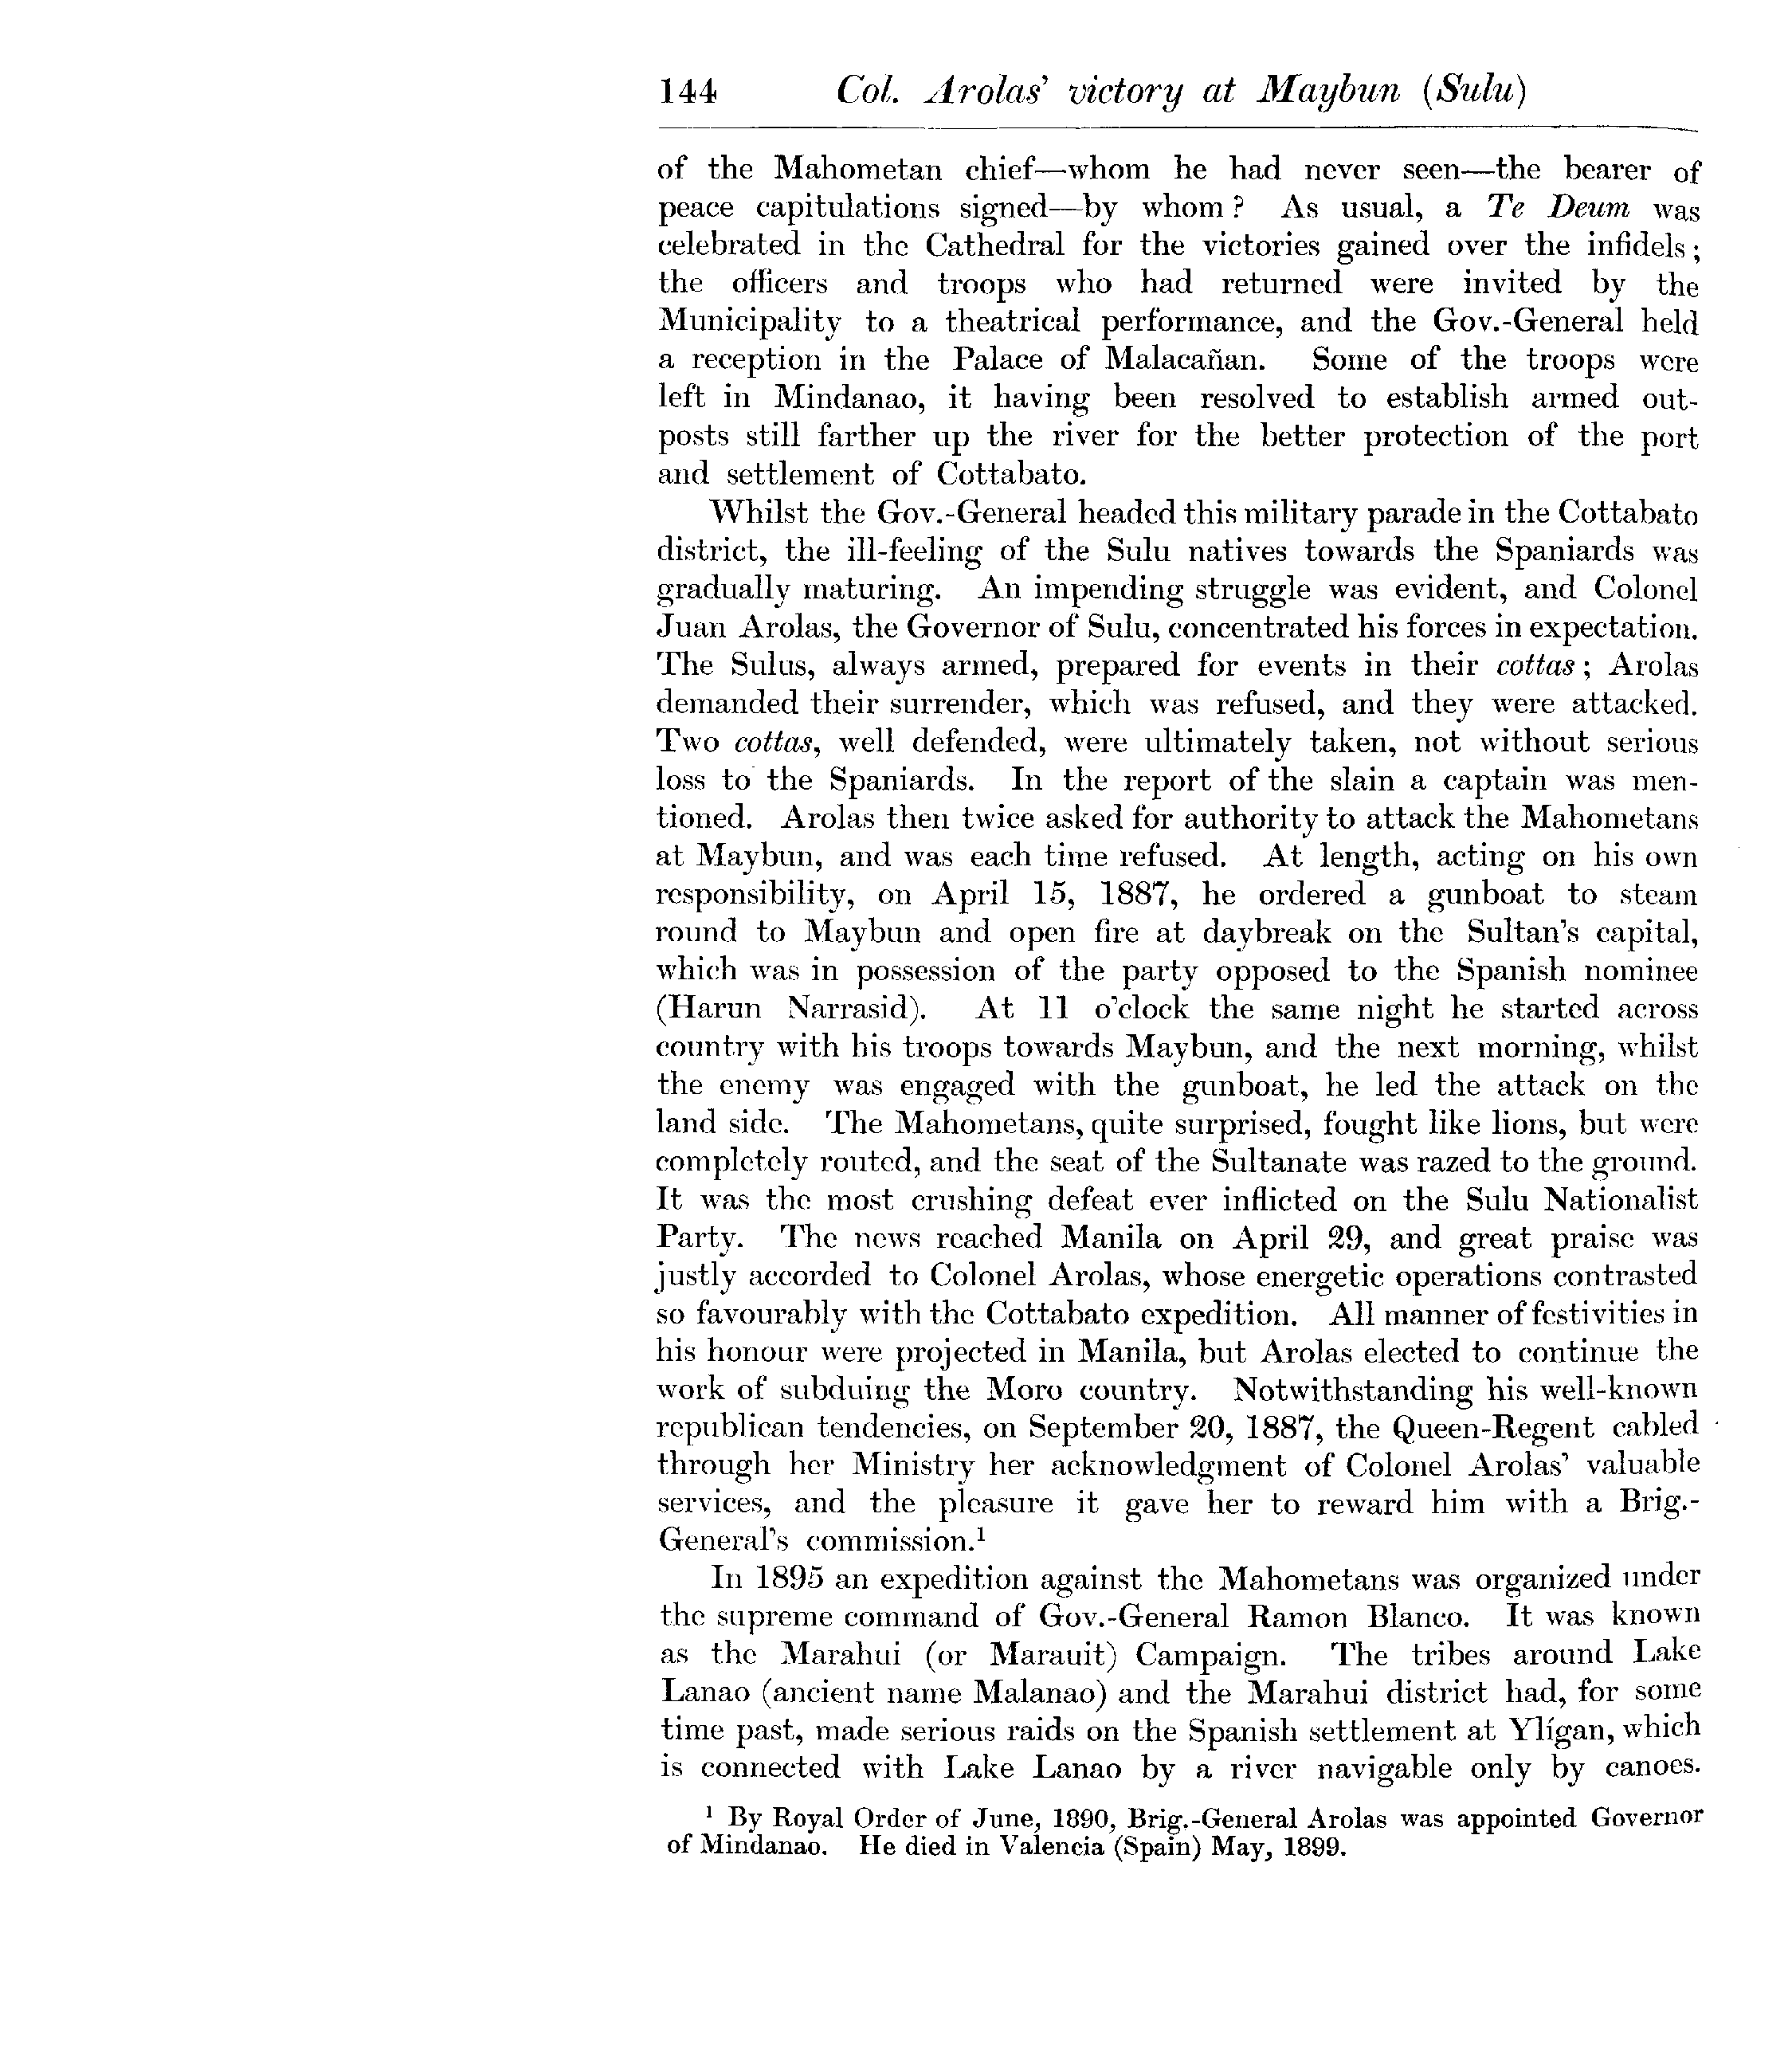 144 Col. Arolas' victory at Maybun (Sulu)
of the Mahometan chief—whom he had never seen—the bearer of
peace capitulations signed—by whom? As usual, a Te Deum was
celebrated in the Cathedral for the victories gained over the infidels;
the officers and troops who had returned were invited by the
Municipality to a theatrical performance, and the Gov.-General held
a reception in the Palace of Malacañan. Some of the troops were
left in Mindanao, it having been resolved to establish armed out-
posts still farther up the river for the better protection of the port
and settlement of Cottabato.
Whilst the Gov.-General headed this military parade in the Cottabato
district, the ill-feeling of the Sulu natives towards the Spaniards was
gradually maturing. An impending struggle was evident, and Colonel
Juan Arolas, the Governor of Sulu, concentrated his forces in expectation.
The Sulus, always armed, prepared for events in their cottas; Arolas
demanded their surrender, which was refused, and they were attacked.
Two cottas, well defended, were ultimately taken, not without serious
loss to the Spaniards. In the report of the slain a captain was men-
tioned. Arolas then twice asked for authority to attack the Mahometans
at Maybun, and was each time refused. At length, acting on his own
responsibility, on April 15, 1887, he ordered a gunboat to steam
round to Maybun and open fire at daybreak on the Sultan's capital,
which was in possession of the party opposed to the Spanish nominee
(Harun Narrasid). At 11 o'clock the same night he started across
country with his troops towards Maybun, and the next morning, whilst
the enemy was engaged with the gunboat, he led the attack on the
land side. The Mahometans, quite surprised, fought like lions, but were
completely routed, and the seat of the Sultanate was razed to the ground.
It was the most crushing defeat ever inflicted on the Sulu Nationalist
Party. The news reached Manila on April 29, and great praise was
justly accorded to Colonel Arolas, whose energetic operations contrasted
so favourably with the Cottabato expedition. All manner of festivities in
his honour were projected in Manila, but Arolas elected to continue the
work of subduing the Moro country. Notwithstanding his well-known
republican tendencies, on September 20, 1887, the Queen-Regent cabled
through her Ministry her acknowledgment of Colonel Arolas' valuable
services, and the pleasure it gave her to reward him with a Brig.-
General's commission.¹
In 1895 an expedition against the Mahometans was organized under
the supreme command of Gov.-General Ramon Blanco. It was known
as the Marahui (or Marauit) Campaign. The tribes around Lake
Lanao (ancient name Malanao) and the Marahui district had, for some
time past, made serious raids on the Spanish settlement at Ylígan, which
is connected with Lake Lanao by a river navigable only by canoes.
¹ By Royal Order of June, 1890, Brig.-General Arolas was appointed Governor
of Mindanao. He died in Valencia (Spain) May, 1899.